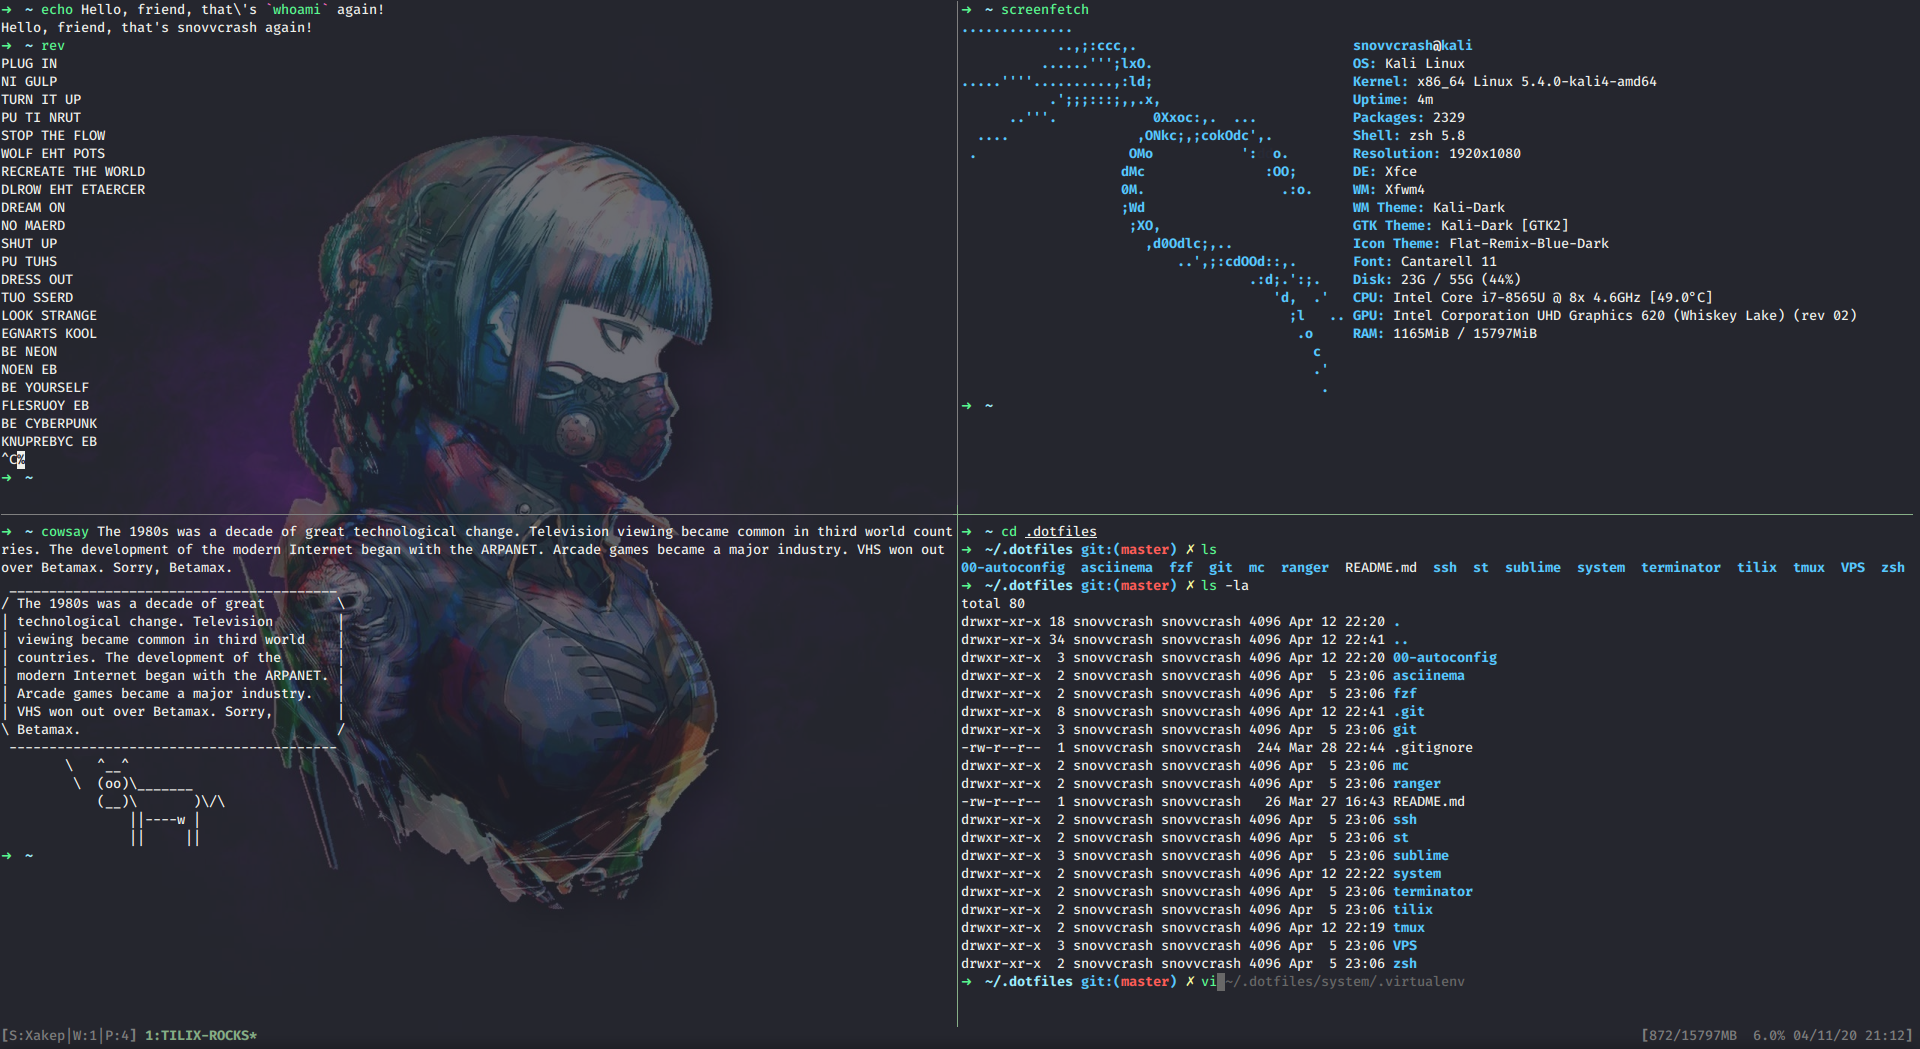 ➜  ~ echo Hello, friend, that\'s `whoami` again!
Hello, friend, that's snovvcrash again!
➜  ~ rev
PLUG IN
NI GULP
TURN IT UP
PU TI NRUT
STOP THE FLOW
WOLF EHT POTS
RECREATE THE WORLD
DLROW EHT ETAERCER
DREAM ON
NO MAERD
SHUT UP
PU TUHS
DRESS OUT
TUO SSERD
LOOK STRANGE
EGNARTS KOOL
BE NEON
NOEN EB
BE YOURSELF
FLESRUOY EB
BE CYBERPUNK
KNUPREBYC EB
^C%
➜  ~
➜  ~ screenfetch
..............
            ..,;:ccc,.
          ......''';lxO.
.....''''..........,:ld;
           .';;;:::;,,.x,
      ..'''.            0Xxoc:,.  ...
  ....                ,ONkc;,;cokOdc',.
 .                   OMo           ':  o.
                    dMc               :OO;
                    0M.                 .:o.
                    ;Wd
                     ;XO,
                       ,d0Odlc;,..
                           ..',;:cdOOd::,.
                                    .:d;.':;.
                                       'd,  .'
                                         ;l   ..
                                          .o
                                            c
                                            .'
                                             .
snovvcrash@kali
OS: Kali Linux
Kernel: x86_64 Linux 5.4.0-kali4-amd64
Uptime: 4m
Packages: 2329
Shell: zsh 5.8
Resolution: 1920x1080
DE: Xfce
WM: Xfwm4
WM Theme: Kali-Dark
GTK Theme: Kali-Dark [GTK2]
Icon Theme: Flat-Remix-Blue-Dark
Font: Cantarell 11
Disk: 23G / 55G (44%)
CPU: Intel Core i7-8565U @ 8x 4.6GHz [49.0°C]
GPU: Intel Corporation UHD Graphics 620 (Whiskey Lake) (rev 02)
RAM: 1165MiB / 15797MiB
➜  ~
➜  ~ cowsay The 1980s was a decade of great technological change. Television viewing became common in third world count
ries. The development of the modern Internet began with the ARPANET. Arcade games became a major industry. VHS won out
over Betamax. Sorry, Betamax.
 _________________________________________
/ The 1980s was a decade of great         \
| technological change. Television        |
| viewing became common in third world    |
| countries. The development of the       |
| modern Internet began with the ARPANET. |
| Arcade games became a major industry.   |
| VHS won out over Betamax. Sorry,        |
\ Betamax.                                /
 -----------------------------------------
        \   ^__^
         \  (oo)\_______
            (__)\       )\/\
                ||----w |
                ||     ||
➜  ~
➜  ~ cd .dotfiles
➜  ~/.dotfiles git:(master) ✗ ls
00-autoconfig  asciinema  fzf  git  mc  ranger  README.md  ssh  st  sublime  system  terminator  tilix  tmux  VPS  zsh
➜  ~/.dotfiles git:(master) ✗ ls -la
total 80
drwxr-xr-x 18 snovvcrash snovvcrash 4096 Apr 12 22:20 .
drwxr-xr-x 34 snovvcrash snovvcrash 4096 Apr 12 22:41 ..
drwxr-xr-x  3 snovvcrash snovvcrash 4096 Apr 12 22:20 00-autoconfig
drwxr-xr-x  2 snovvcrash snovvcrash 4096 Apr  5 23:06 asciinema
drwxr-xr-x  2 snovvcrash snovvcrash 4096 Apr  5 23:06 fzf
drwxr-xr-x  8 snovvcrash snovvcrash 4096 Apr 12 22:41 .git
drwxr-xr-x  3 snovvcrash snovvcrash 4096 Apr  5 23:06 git
-rw-r--r--  1 snovvcrash snovvcrash  244 Mar 28 22:44 .gitignore
drwxr-xr-x  2 snovvcrash snovvcrash 4096 Apr  5 23:06 mc
drwxr-xr-x  2 snovvcrash snovvcrash 4096 Apr  5 23:06 ranger
-rw-r--r--  1 snovvcrash snovvcrash   26 Mar 27 16:43 README.md
drwxr-xr-x  2 snovvcrash snovvcrash 4096 Apr  5 23:06 ssh
drwxr-xr-x  2 snovvcrash snovvcrash 4096 Apr  5 23:06 st
drwxr-xr-x  3 snovvcrash snovvcrash 4096 Apr  5 23:06 sublime
drwxr-xr-x  2 snovvcrash snovvcrash 4096 Apr 12 22:22 system
drwxr-xr-x  2 snovvcrash snovvcrash 4096 Apr  5 23:06 terminator
drwxr-xr-x  2 snovvcrash snovvcrash 4096 Apr  5 23:06 tilix
drwxr-xr-x  2 snovvcrash snovvcrash 4096 Apr 12 22:19 tmux
drwxr-xr-x  3 snovvcrash snovvcrash 4096 Apr  5 23:06 VPS
drwxr-xr-x  2 snovvcrash snovvcrash 4096 Apr  5 23:06 zsh
➜  ~/.dotfiles git:(master) ✗ vi ~/.dotfiles/system/.virtualenv
[S:Xakep|W:1|P:4] 1:TILIX-ROCKS*
[872/15797MB  6.0% 04/11/20 21:12]